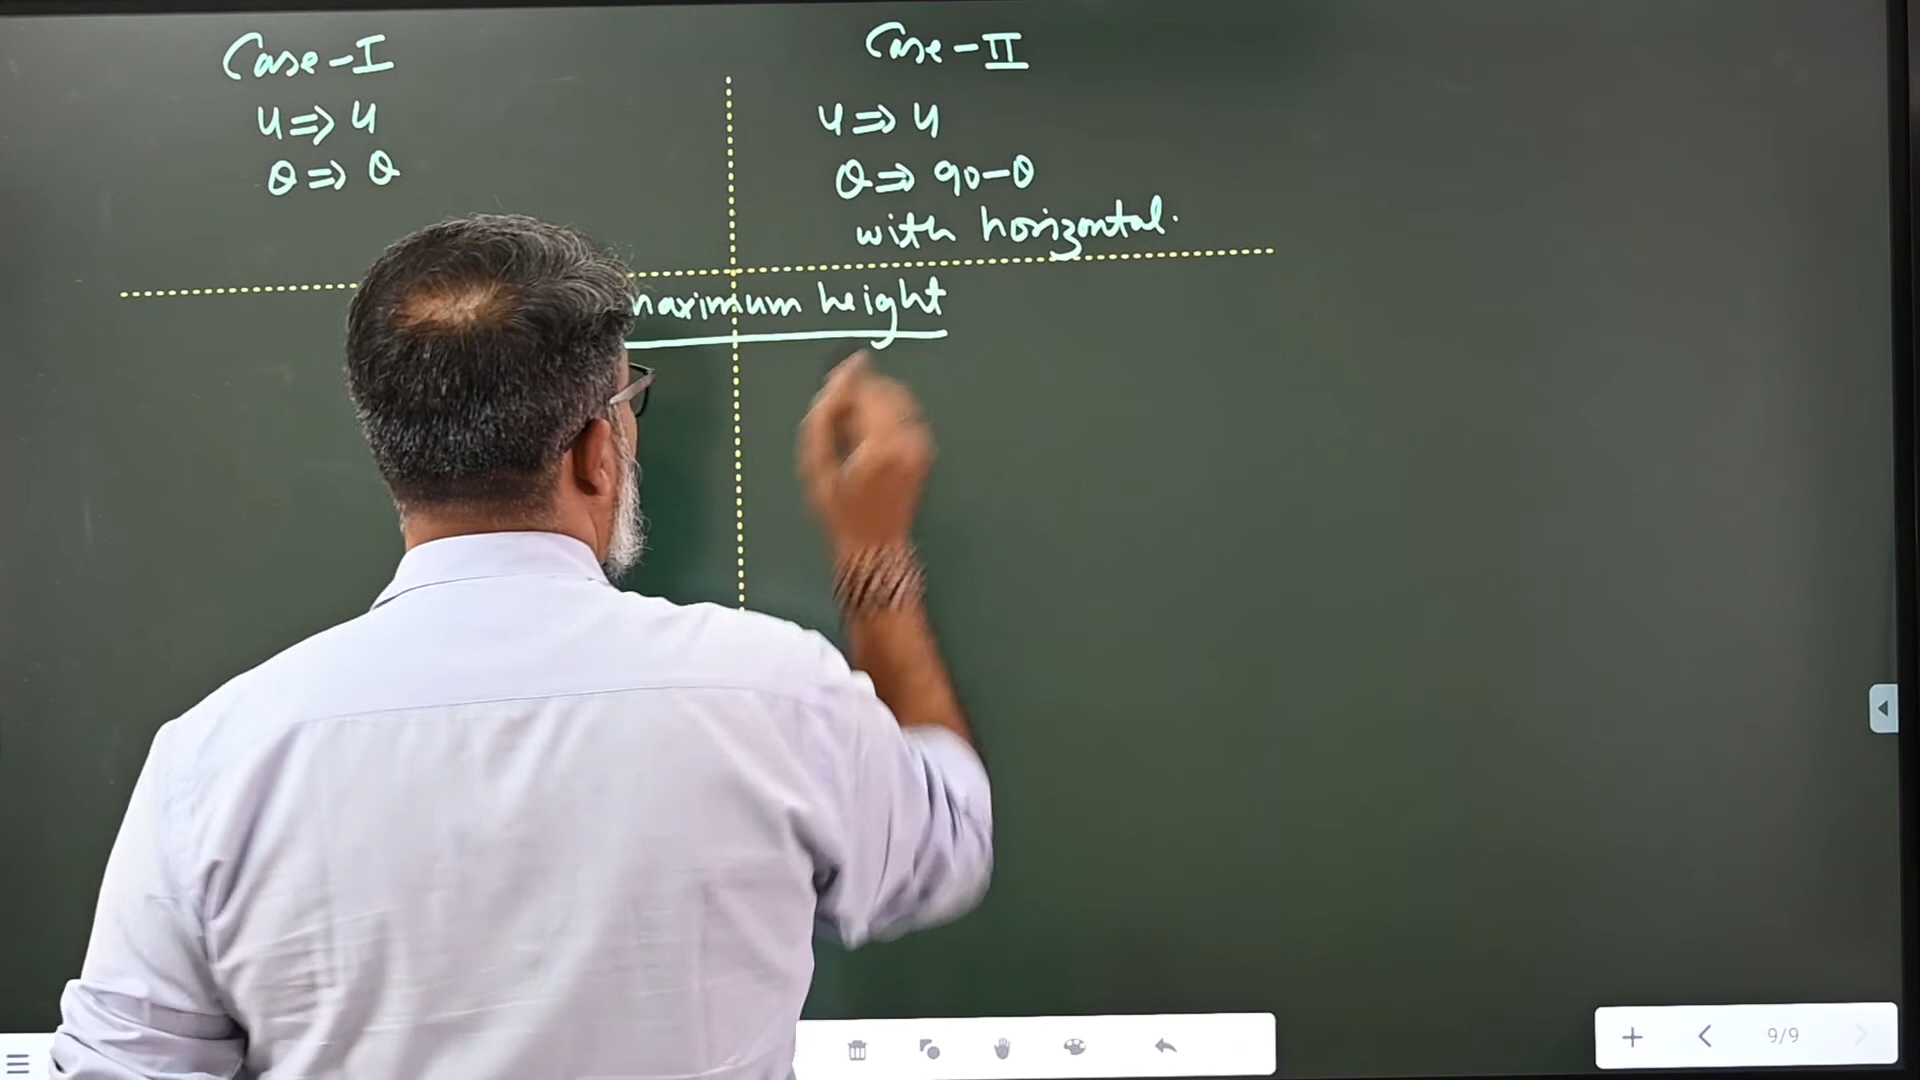 Case-I
u⇒u
θ⇒θ
Case-II
u⇒u
θ⇒90-θ
with horizontal.
maximum height
9/9